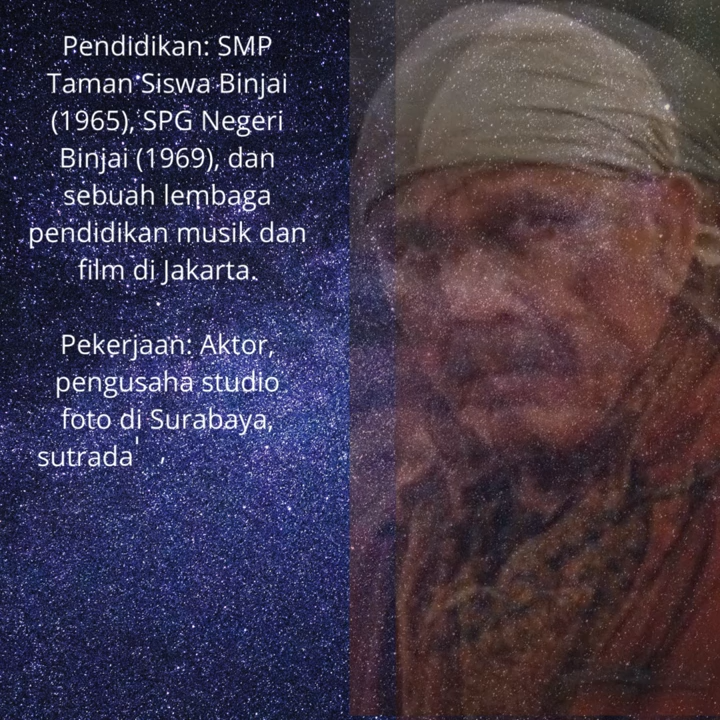 Pendidikan: SMP
Taman Siswa Binjai
(1965), SPG Negeri
Binjai (1969), dan
sebuah lembaga
pendidikan musik dan
film di Jakarta.
Pekerjaan: Aktor,
pengusaha studio
foto di Surabaya,